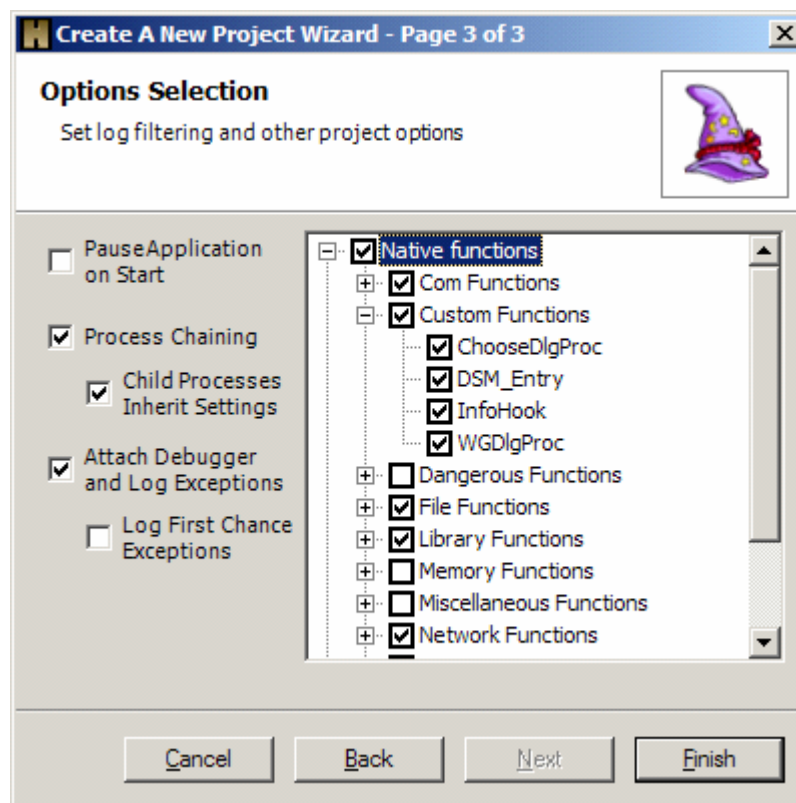 Create A New Project Wizard - Page 3 of 3
Options Selection
Set log filtering and other project options
Pause Application
on Start
Process Chaining
Child Processes
Inherit Settings
Attach Debugger
and Log Exceptions
Log First Chance
Exceptions
Native functions
Com Functions
Custom Functions
ChooseDlgProc
DSM_Entry
InfoHook
WGDlgProc
Dangerous Functions
File Functions
Library Functions
Memory Functions
Miscellaneous Functions
Network Functions
Cancel
Back
Next
Finish